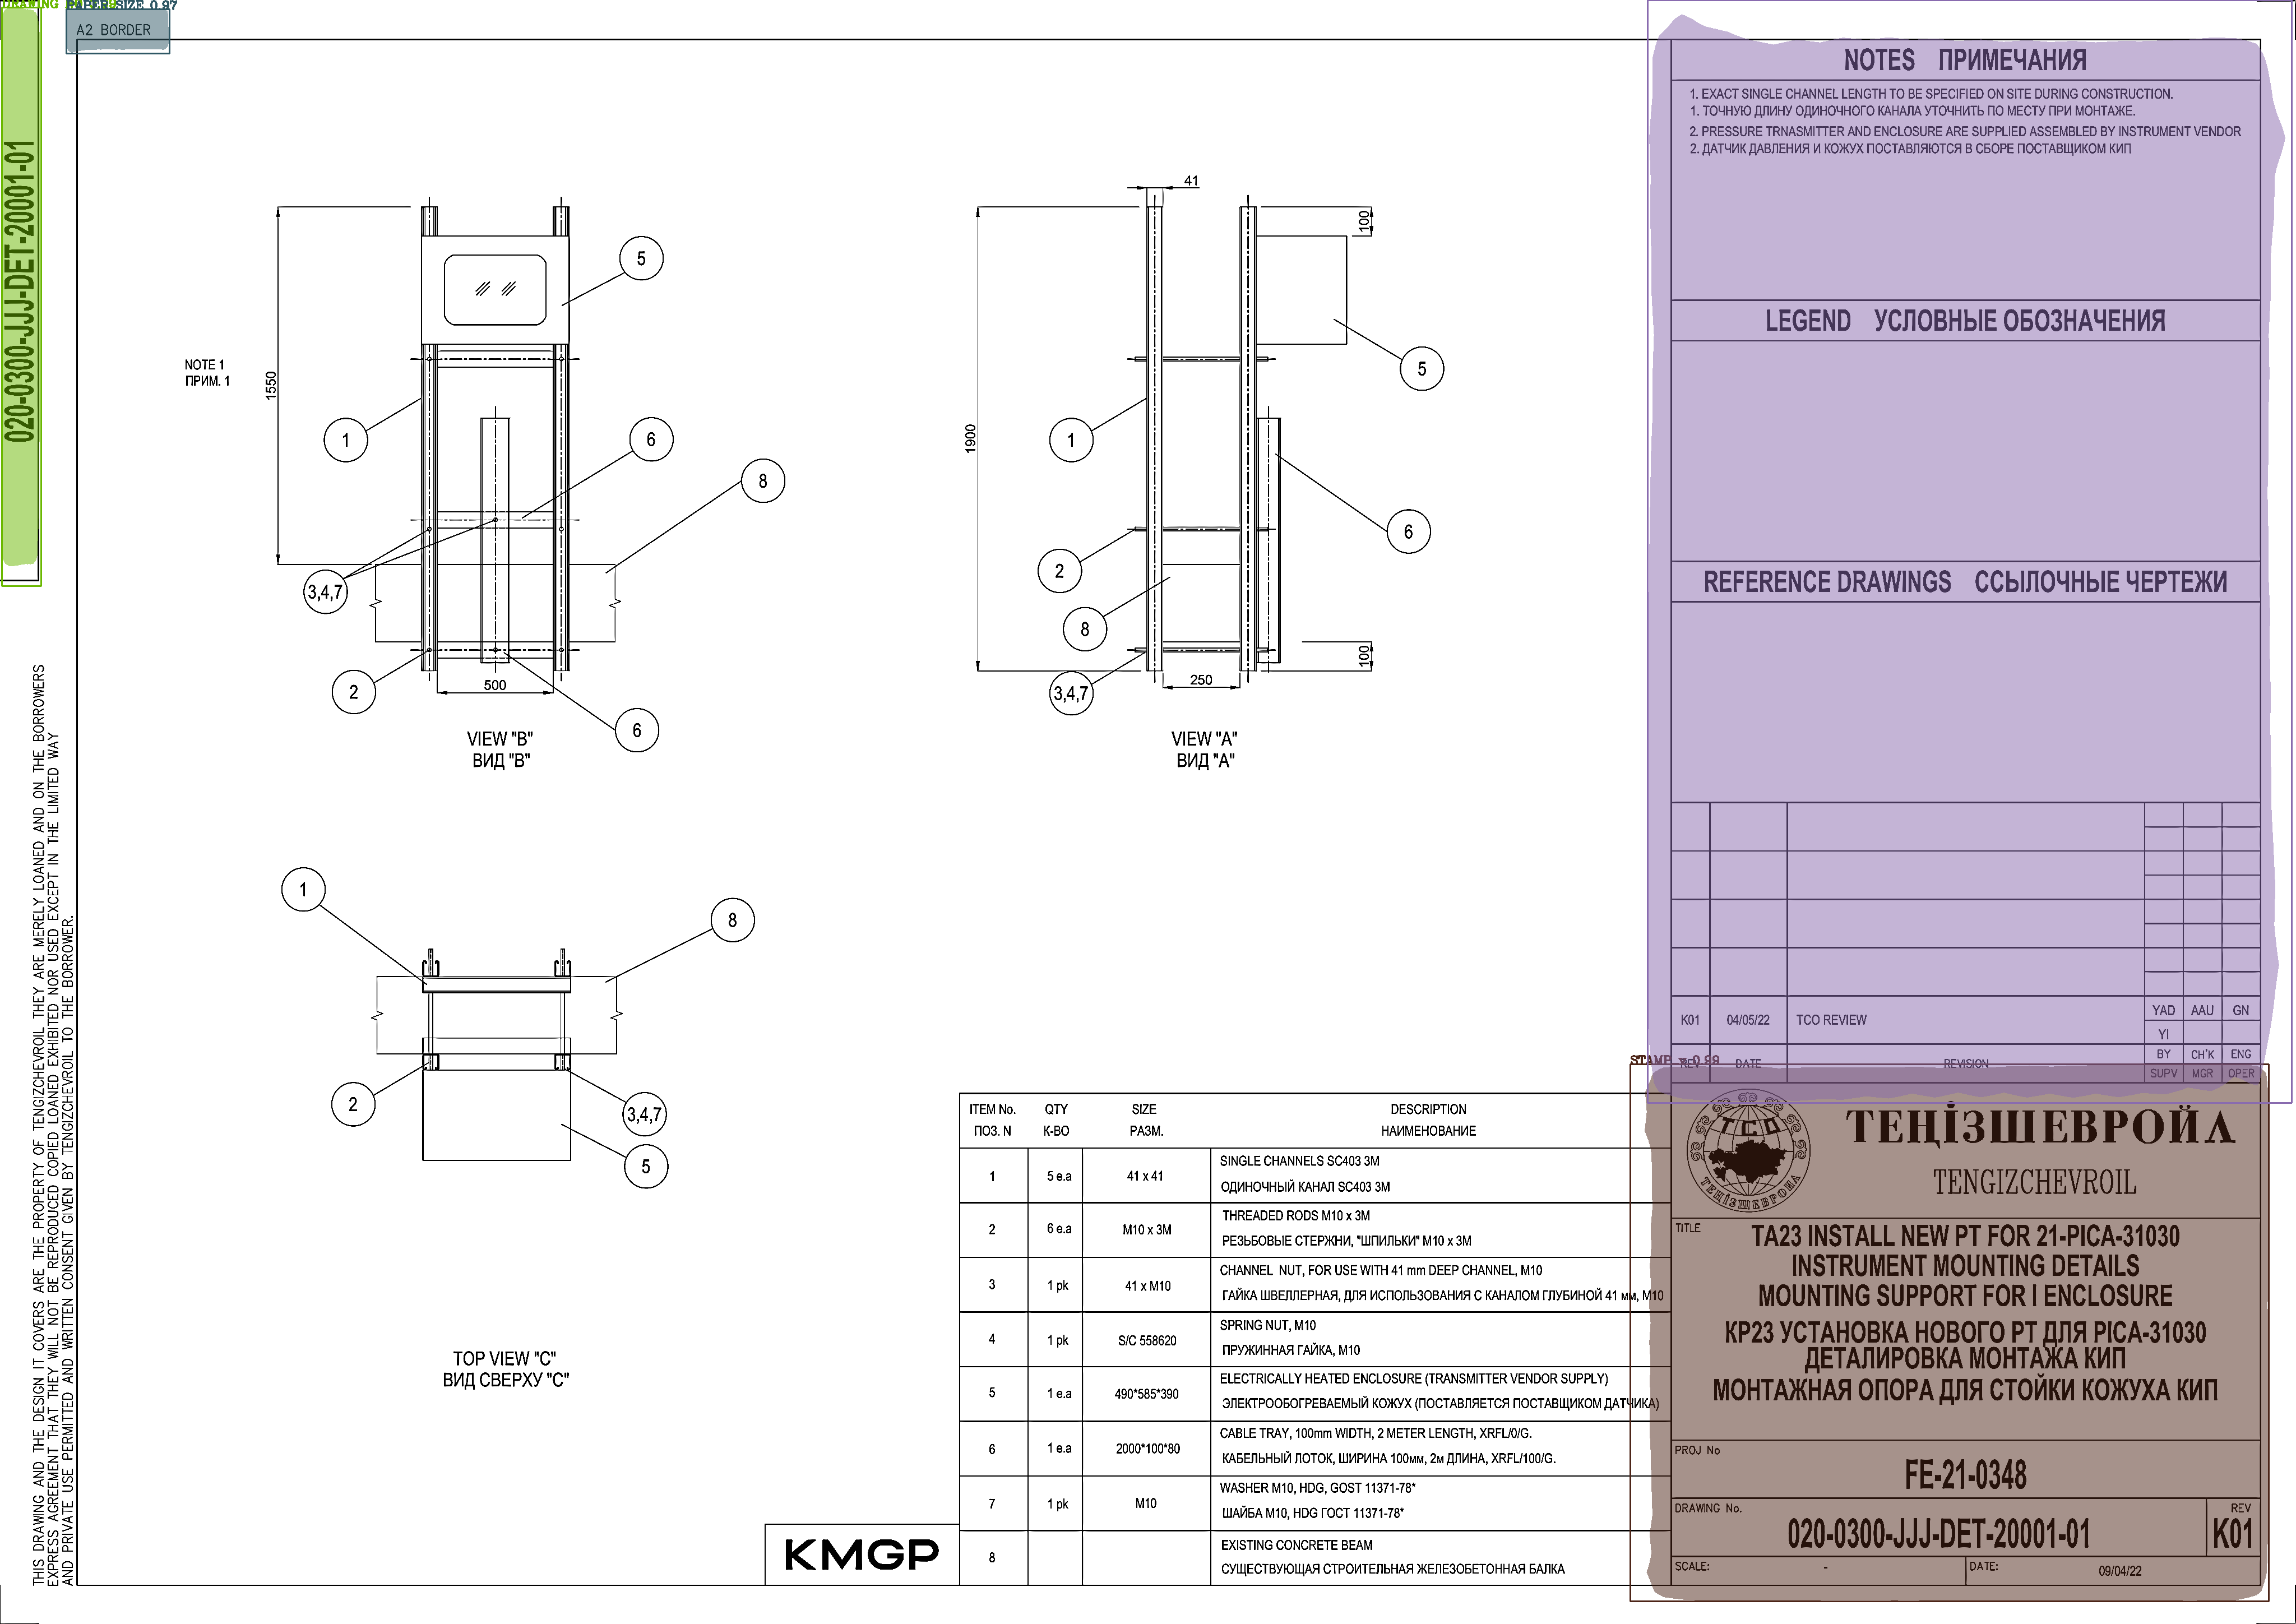 A2 BORDER
020-0300-JJJ-DET-20001-01
THIS DRAWING AND THE DESIGN IT COVERS ARE THE PROPERTY OF TENGIZCHEVROIL THEY ARE MERELY LOANED AND ON THE BORROWERS
EXPRESS AGREEMENT THAT THEY WILL NOT BE REPRODUCED COPIED LOANED EXHIBITED NOR USED EXCEPT IN THE LIMITED WAY
AND PRIVATE USE PERMITTED AND WRITTEN CONSENT GIVEN BY TENGIZCHEVROIL TO THE BORROWER.
NOTE 1
ПРИМ. 1
1550
5
1
6
8
3,4,7
2
500
6
VIEW "B"
ВИД "B"
41
100
1900
5
1
6
2
8
3,4,7
250
100
VIEW "A"
ВИД "A"
1
8
2
3,4,7
5
TOP VIEW "C"
ВИД СВЕРХУ "C"
KMGP
ITEM No. QTY SIZE DESCRIPTION
ПОЗ. N К-ВО РАЗМ. НАИМЕНОВАНИЕ
1 5 e.a 41 x 41 SINGLE CHANNELS SC403 3M
ОДИНОЧНЫЙ КАНАЛ SC403 3M
2 6 e.a M10 x 3M THREADED RODS M10 x 3M
РЕЗЬБОВЫЕ СТЕРЖНИ, "ШПИЛЬКИ" M10 x 3M
3 1 pk 41 x M10 CHANNEL NUT, FOR USE WITH 41 mm DEEP CHANNEL, M10
ГАЙКА ШВЕЛЛЕРНАЯ, ДЛЯ ИСПОЛЬЗОВАНИЯ С КАНАЛОМ ГЛУБИНОЙ 41 мм, M10
4 1 pk S/C 558620 SPRING NUT, M10
ПРУЖИННАЯ ГАЙКА, M10
5 1 e.a 490*585*390 ELECTRICALLY HEATED ENCLOSURE (TRANSMITTER VENDOR SUPPLY)
ЭЛЕКТРООБОГРЕВАЕМЫЙ КОЖУХ (ПОСТАВЛЯЕТСЯ ПОСТАВЩИКОМ ДАТЧИКА)
6 1 e.a 2000*100*80 CABLE TRAY, 100mm WIDTH, 2 METER LENGTH, XRFL/0/G.
КАБЕЛЬНЫЙ ЛОТОК, ШИРИНА 100мм, 2м ДЛИНА, XRFL/100/G.
7 1 pk M10 WASHER M10, HDG, GOST 11371-78*
ШАЙБА M10, HDG ГОСТ 11371-78*
8 EXISTING CONCRETE BEAM
СУЩЕСТВУЮЩАЯ СТРОИТЕЛЬНАЯ ЖЕЛЕЗОБЕТОННАЯ БАЛКА
NOTES ПРИМЕЧАНИЯ
1. EXACT SINGLE CHANNEL LENGTH TO BE SPECIFIED ON SITE DURING CONSTRUCTION.
1. ТОЧНУЮ ДЛИНУ ОДИНОЧНОГО КАНАЛА УТОЧНИТЬ ПО МЕСТУ ПРИ МОНТАЖЕ.
2. PRESSURE TRNASMITTER AND ENCLOSURE ARE SUPPLIED ASSEMBLED BY INSTRUMENT VENDOR
2. ДАТЧИК ДАВЛЕНИЯ И КОЖУХ ПОСТАВЛЯЮТСЯ В СБОРЕ ПОСТАВЩИКОМ КИП
LEGEND УСЛОВНЫЕ ОБОЗНАЧЕНИЯ
REFERENCE DRAWINGS ССЫЛОЧНЫЕ ЧЕРТЕЖИ
K01 04/05/22 TCO REVIEW YAD AAU GN
YI
REV DATE REVISION BY CH'K ENG
SUPV MGR OPER
STAMP 0.99
TCO
ТЕҢІЗШЕВРОЙЛ
ТЕҢІЗШЕВРОЙЛ
TENGIZCHEVROIL
TITLE
TA23 INSTALL NEW PT FOR 21-PICA-31030
INSTRUMENT MOUNTING DETAILS
MOUNTING SUPPORT FOR I ENCLOSURE
КР23 УСТАНОВКА НОВОГО РТ ДЛЯ PICA-31030
ДЕТАЛИРОВКА МОНТАЖА КИП
МОНТАЖНАЯ ОПОРА ДЛЯ СТОЙКИ КОЖУХА КИП
PROJ No
FE-21-0348
DRAWING No. REV
020-0300-JJJ-DET-20001-01 K01
SCALE: - DATE: 09/04/22